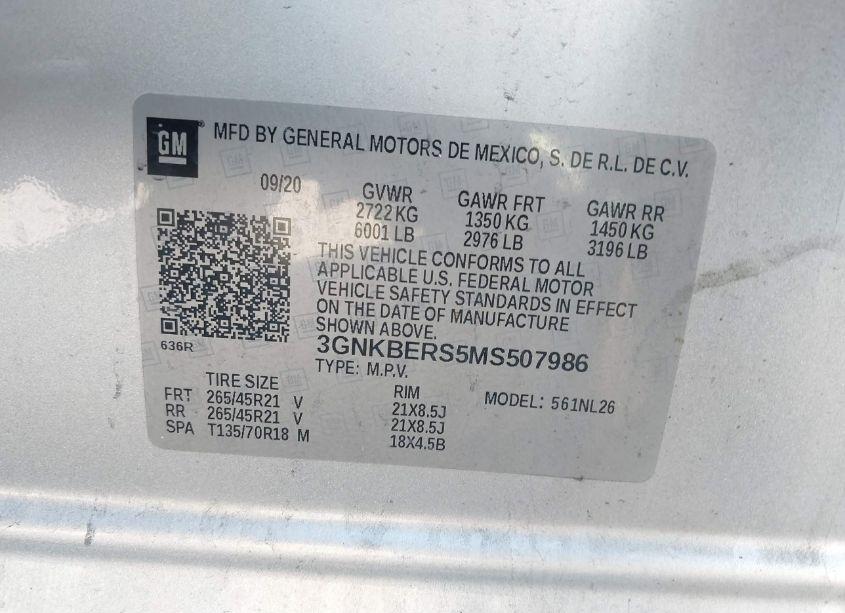 GM® MFD BY GENERAL MOTORS DE MEXICO, S. DE R.L. DE C.V.
09/20 GVWR GAWR FRT GAWR RR
2722 KG 1350 KG 1450 KG
6001 LB 2976 LB 3196 LB
THIS VEHICLE CONFORMS TO ALL
APPLICABLE U.S. FEDERAL MOTOR
VEHICLE SAFETY STANDARDS IN EFFECT
ON THE DATE OF MANUFACTURE
SHOWN ABOVE.
636R
3GNKBERS5MS507986
TYPE: M.P.V.
TIRE SIZE RIM MODEL: 561NL26
FRT 265/45R21 V 21X8.5J
RR 265/45R21 V 21X8.5J
SPA T135/70R18 M 18X4.5B